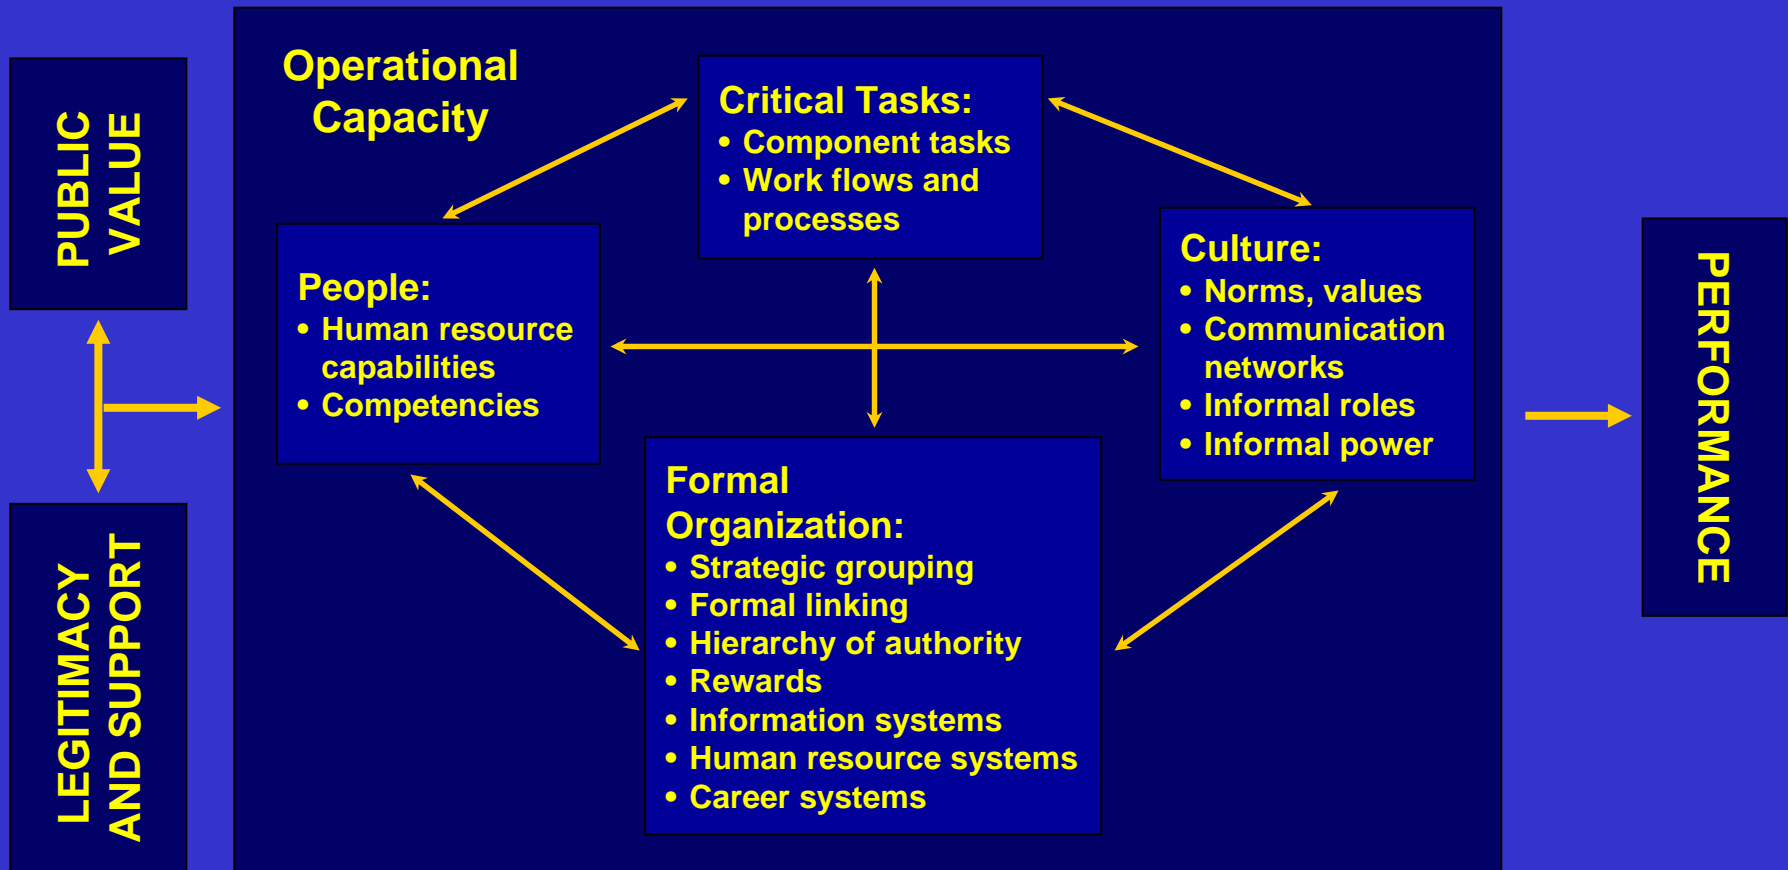 PUBLIC
VALUE
LEGITIMACY
AND SUPPORT
Operational
Capacity
Critical Tasks:
• Component tasks
• Work flows and
processes
People:
• Human resource
capabilities
• Competencies
Culture:
• Norms, values
• Communication
networks
• Informal roles
• Informal power
Formal
Organization:
• Strategic grouping
• Formal linking
• Hierarchy of authority
• Rewards
• Information systems
• Human resource systems
• Career systems
PERFORMANCE